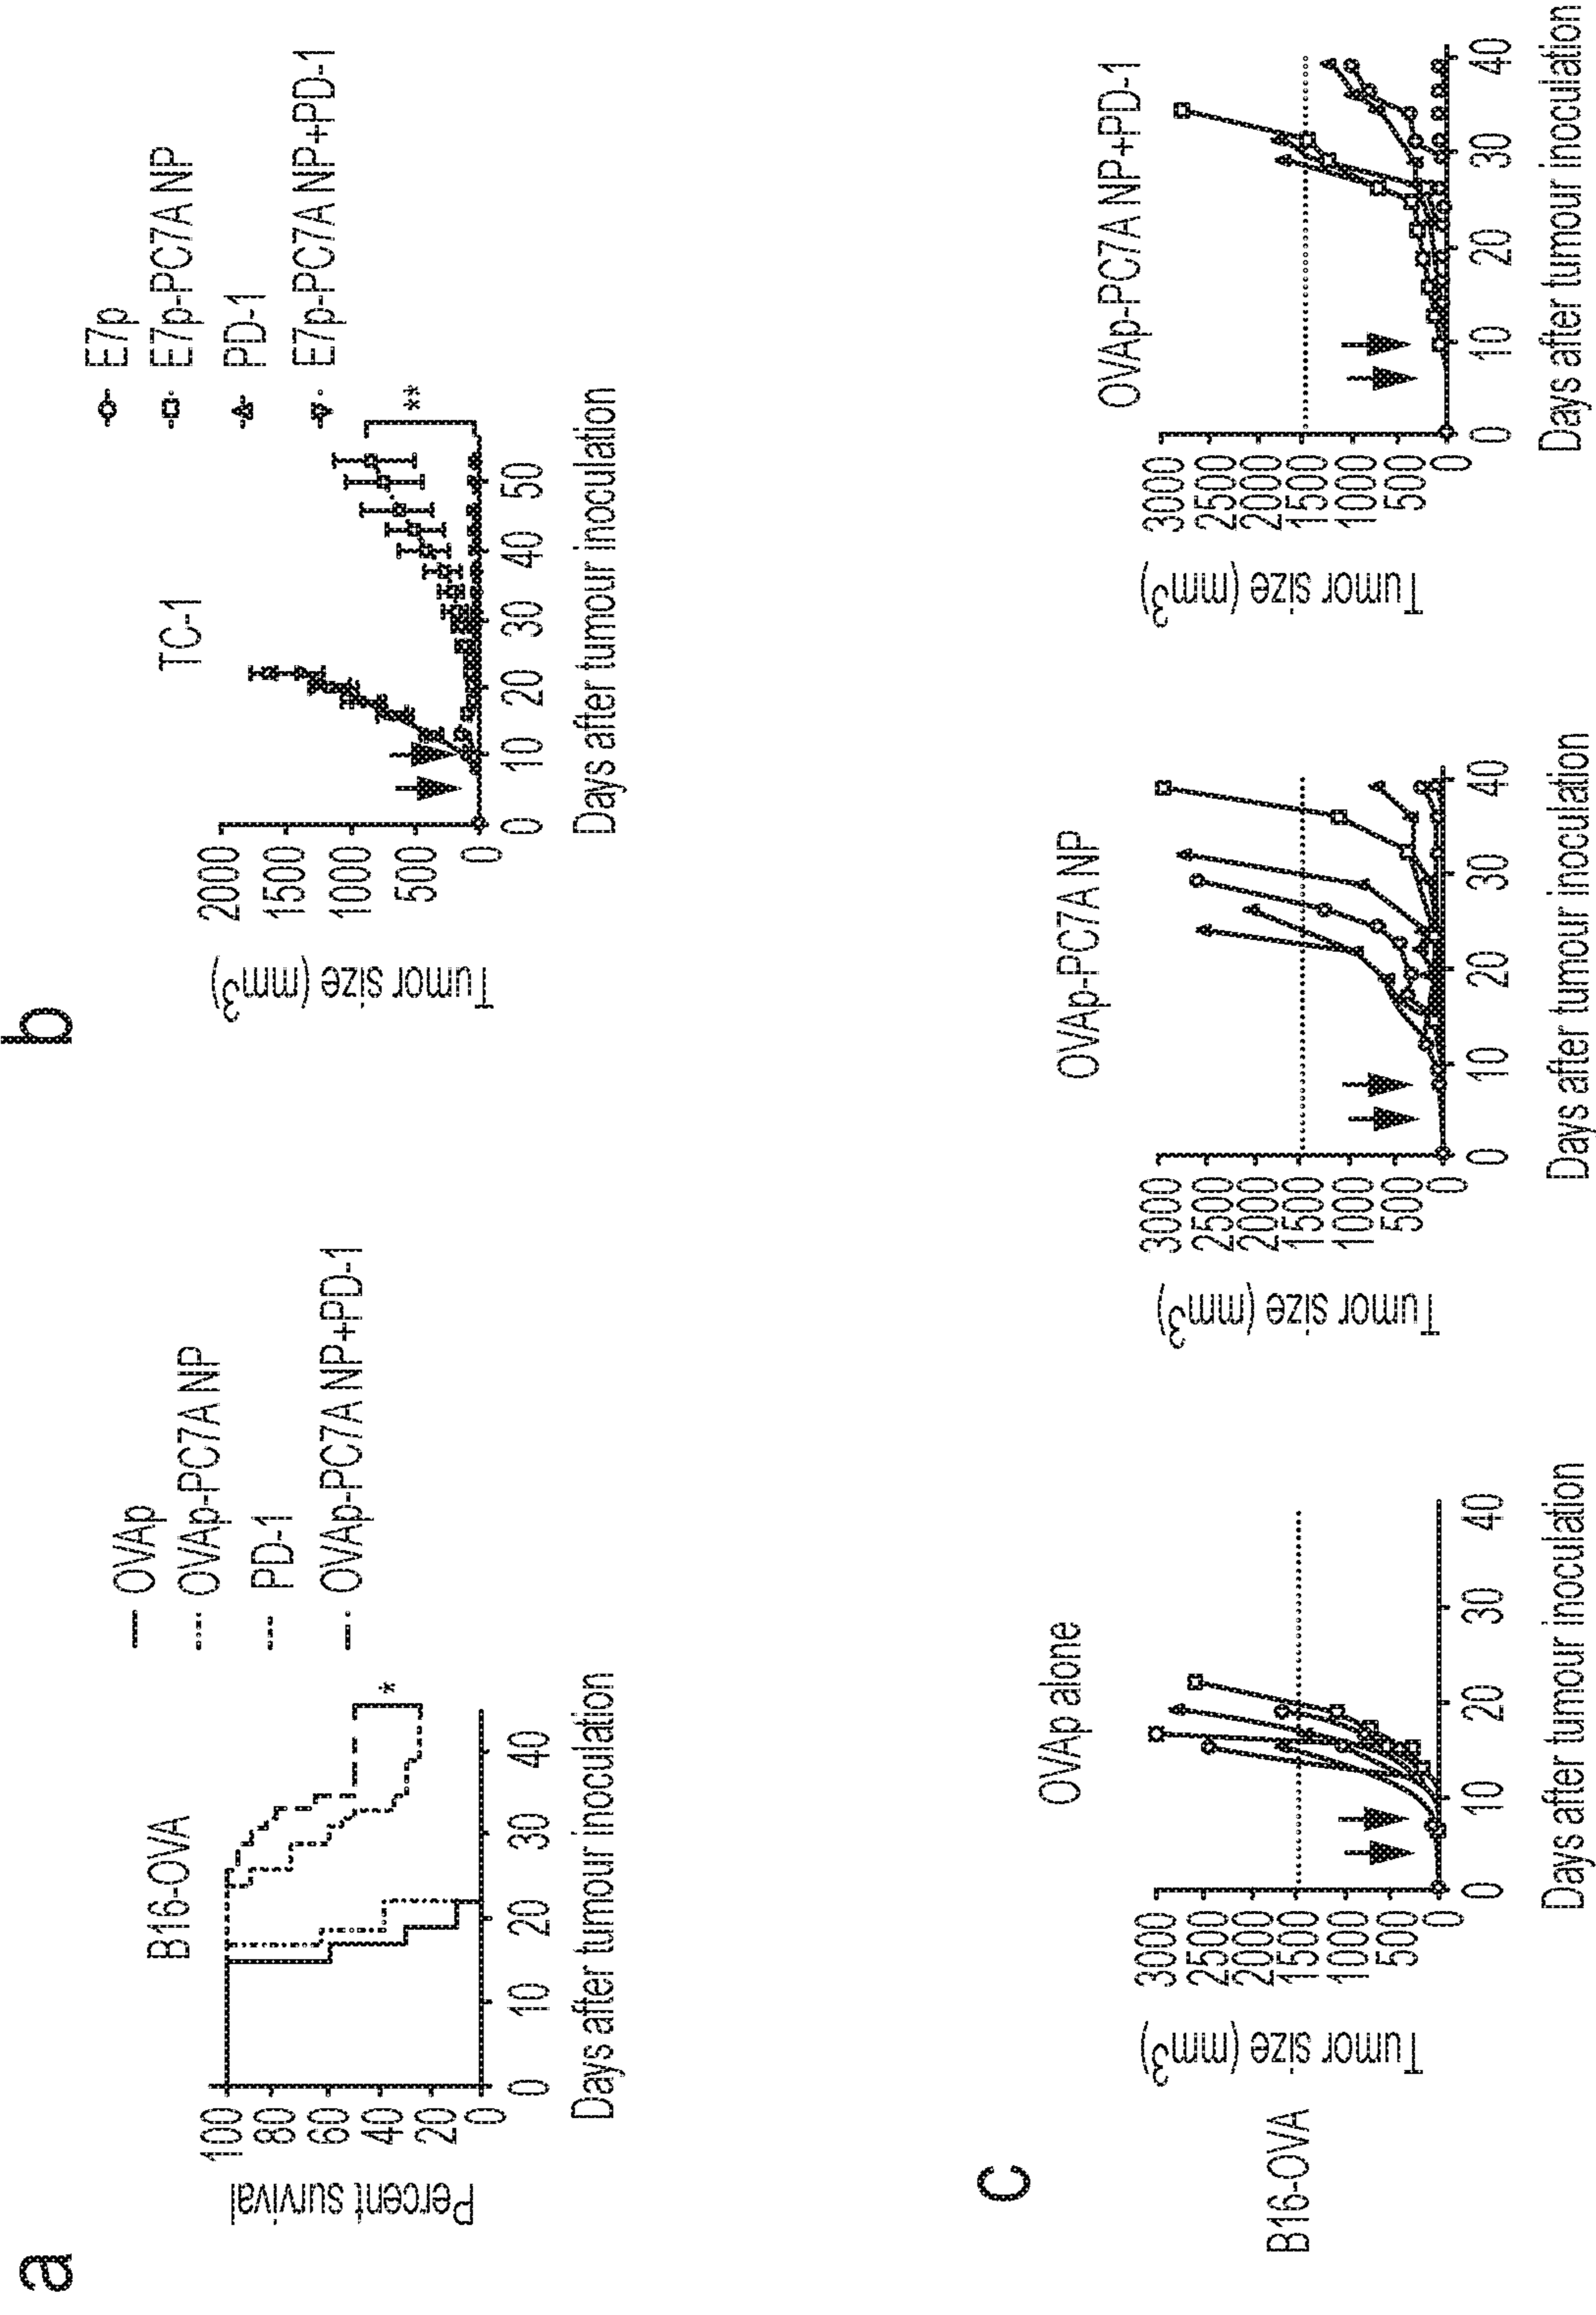 a
B16-OVA
Percent survival
100
80
60
40
20
0
0 10 20 30 40
Days after tumour inoculation
*
OVAp
OVAp-PC7A NP
PD-1
OVAp-PC7A NP+PD-1
b
TC-1
Tumor size (mm3)
2000
1500
1000
500
0
0 10 20 30 40 50
Days after tumour inoculation
**
E7p
E7p-PC7A NP
PD-1
E7p-PC7A NP+PD-1
c
B16-OVA
OVAp alone
Tumor size (mm3)
3000
2500
2000
1500
1000
500
0
0 10 20 30 40
Days after tumour inoculation
OVAp-PC7A NP
Tumor size (mm3)
3000
2500
2000
1500
1000
500
0
0 10 20 30 40
Days after tumour inoculation
OVAp-PC7A NP+PD-1
Tumor size (mm3)
3000
2500
2000
1500
1000
500
0
0 10 20 30 40
Days after tumour inoculation